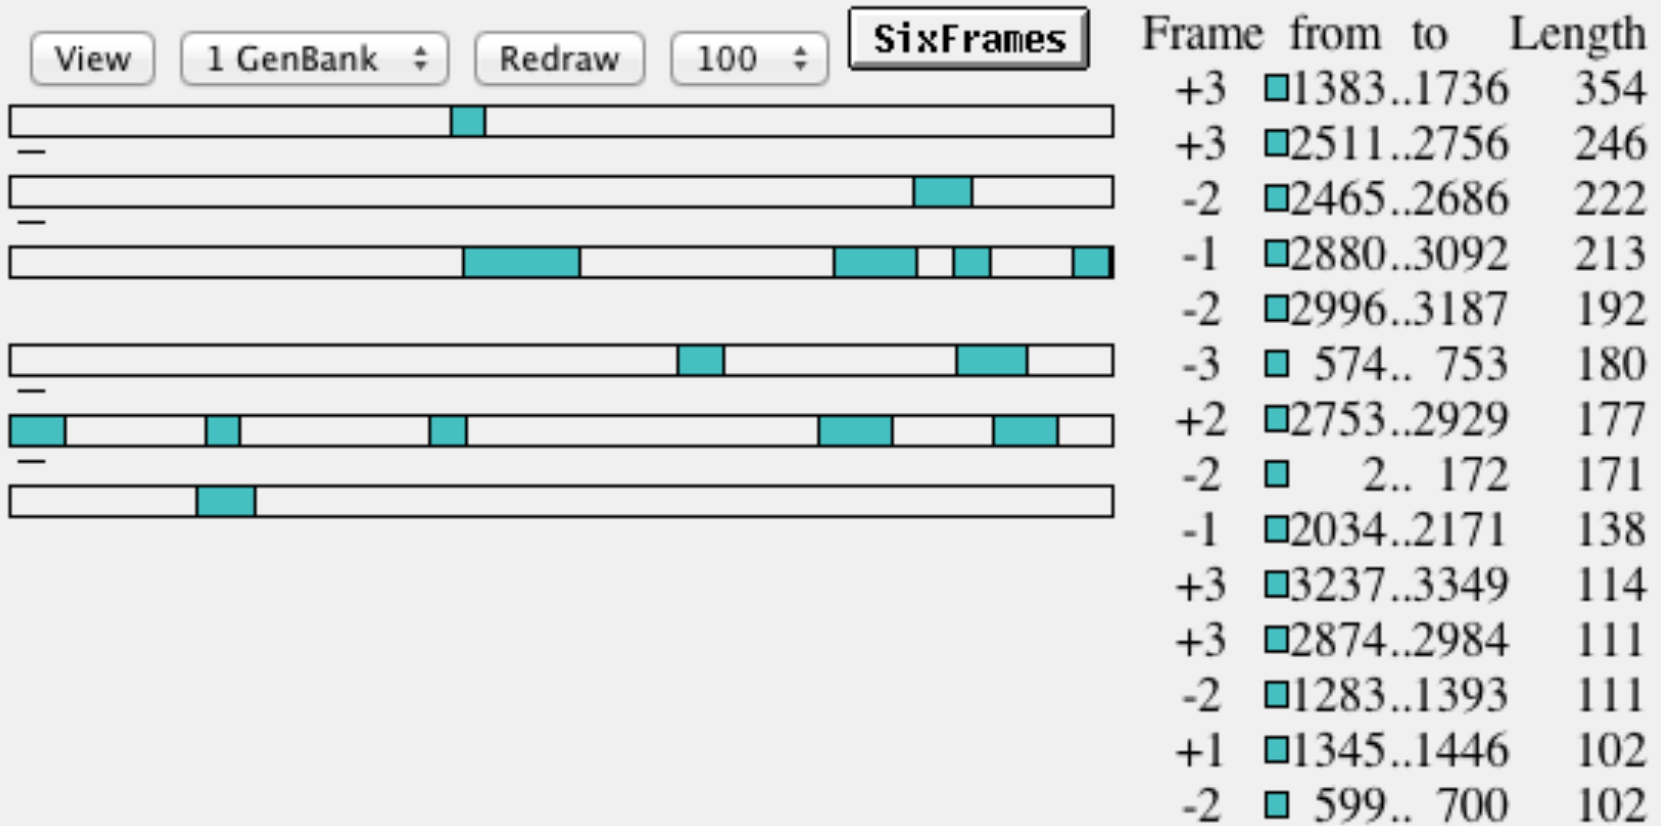 View 1 GenBank Redraw 100 SixFrames
Frame from to Length
+3 1383..1736 354
+3 2511..2756 246
-2 2465..2686 222
-1 2880..3092 213
-2 2996..3187 192
-3 574.. 753 180
+2 2753..2929 177
-2 2.. 172 171
-1 2034..2171 138
+3 3237..3349 114
+3 2874..2984 111
-2 1283..1393 111
+1 1345..1446 102
-2 599.. 700 102